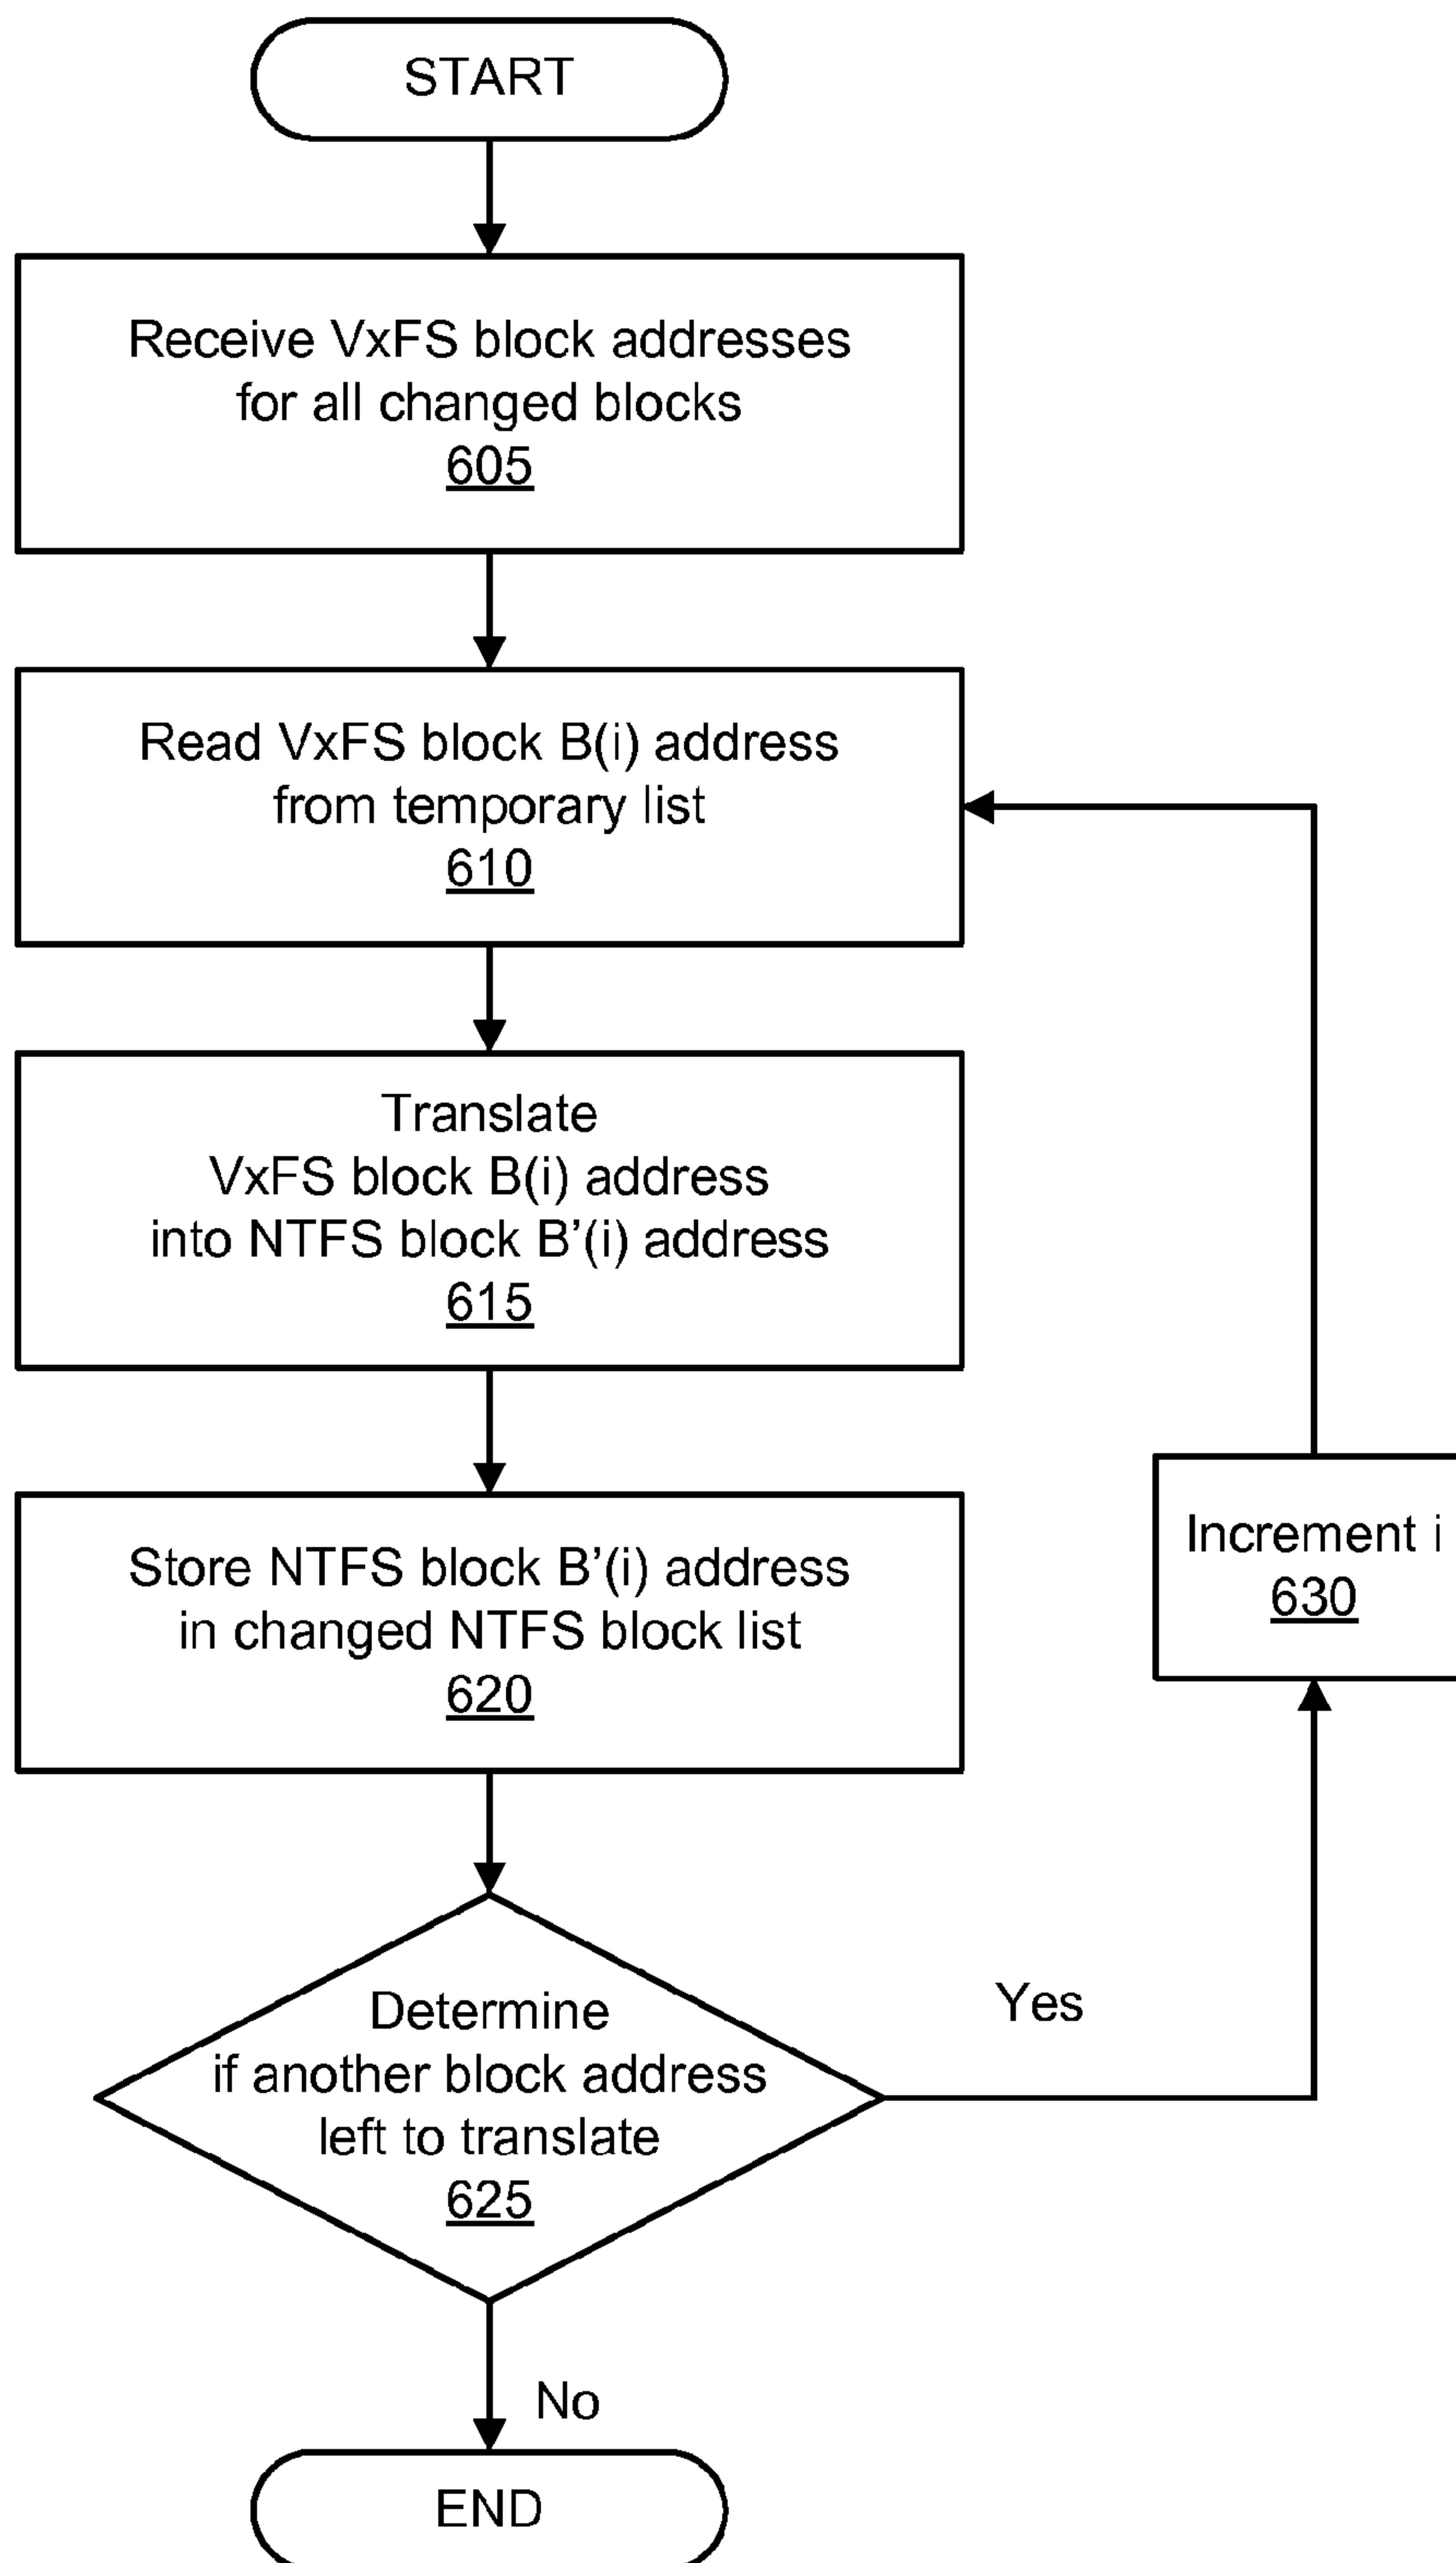 START
Receive VxFS block addresses
for all changed blocks
605
Read VxFS block B(i) address
from temporary list
610
Translate
VxFS block B(i) address
into NTFS block B’(i) address
615
Store NTFS block B’(i) address
in changed NTFS block list
620
Increment i
630
Determine
if another block address
left to translate
625
Yes
No
END